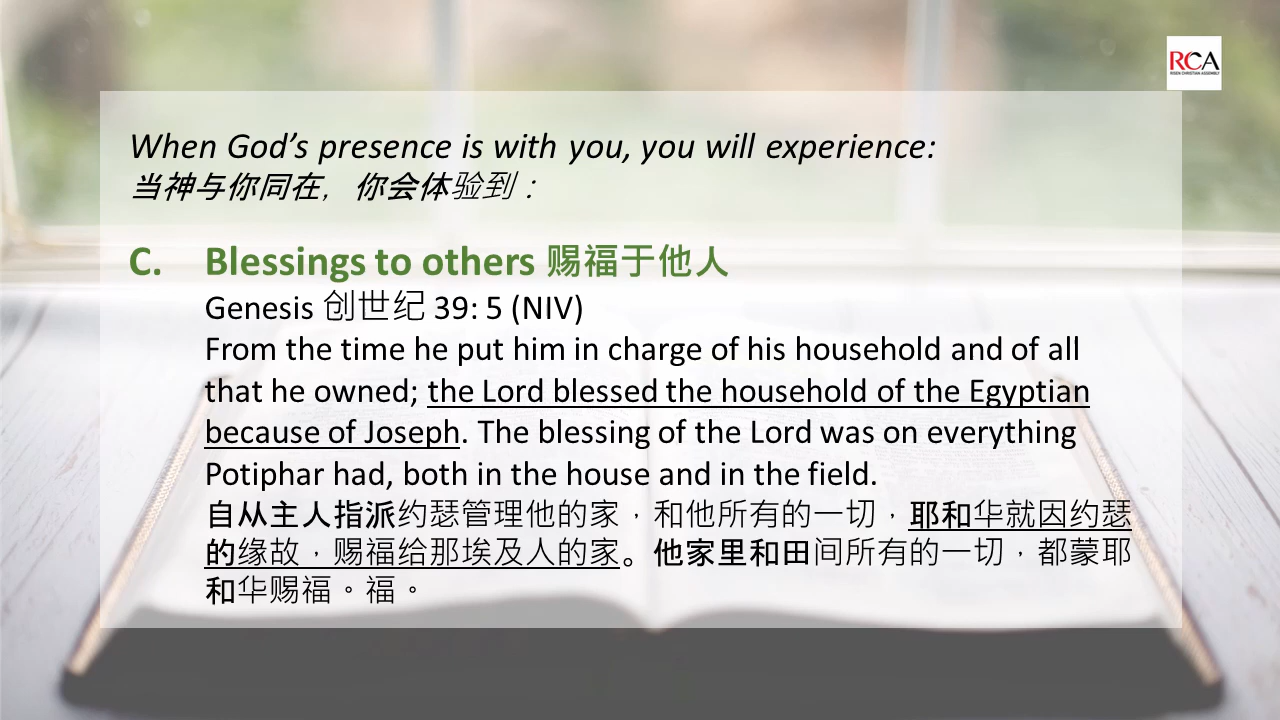 RCA
RISEN CHRISTIAN ASSEMBLY
When God’s presence is with you, you will experience:
当神与你同在, 你会体验到：
C. Blessings to others 赐福于他人
Genesis 创世纪 39: 5 (NIV)
From the time he put him in charge of his household and of all
that he owned; the Lord blessed the household of the Egyptian
because of Joseph. The blessing of the Lord was on everything
Potiphar had, both in the house and in the field.
自从主人指派约瑟管理他的家，和他所有的一切，耶和华就因约瑟
的缘故，赐福给那埃及人的家。他家里和田间所有的一切，都蒙耶
和华赐福。福。